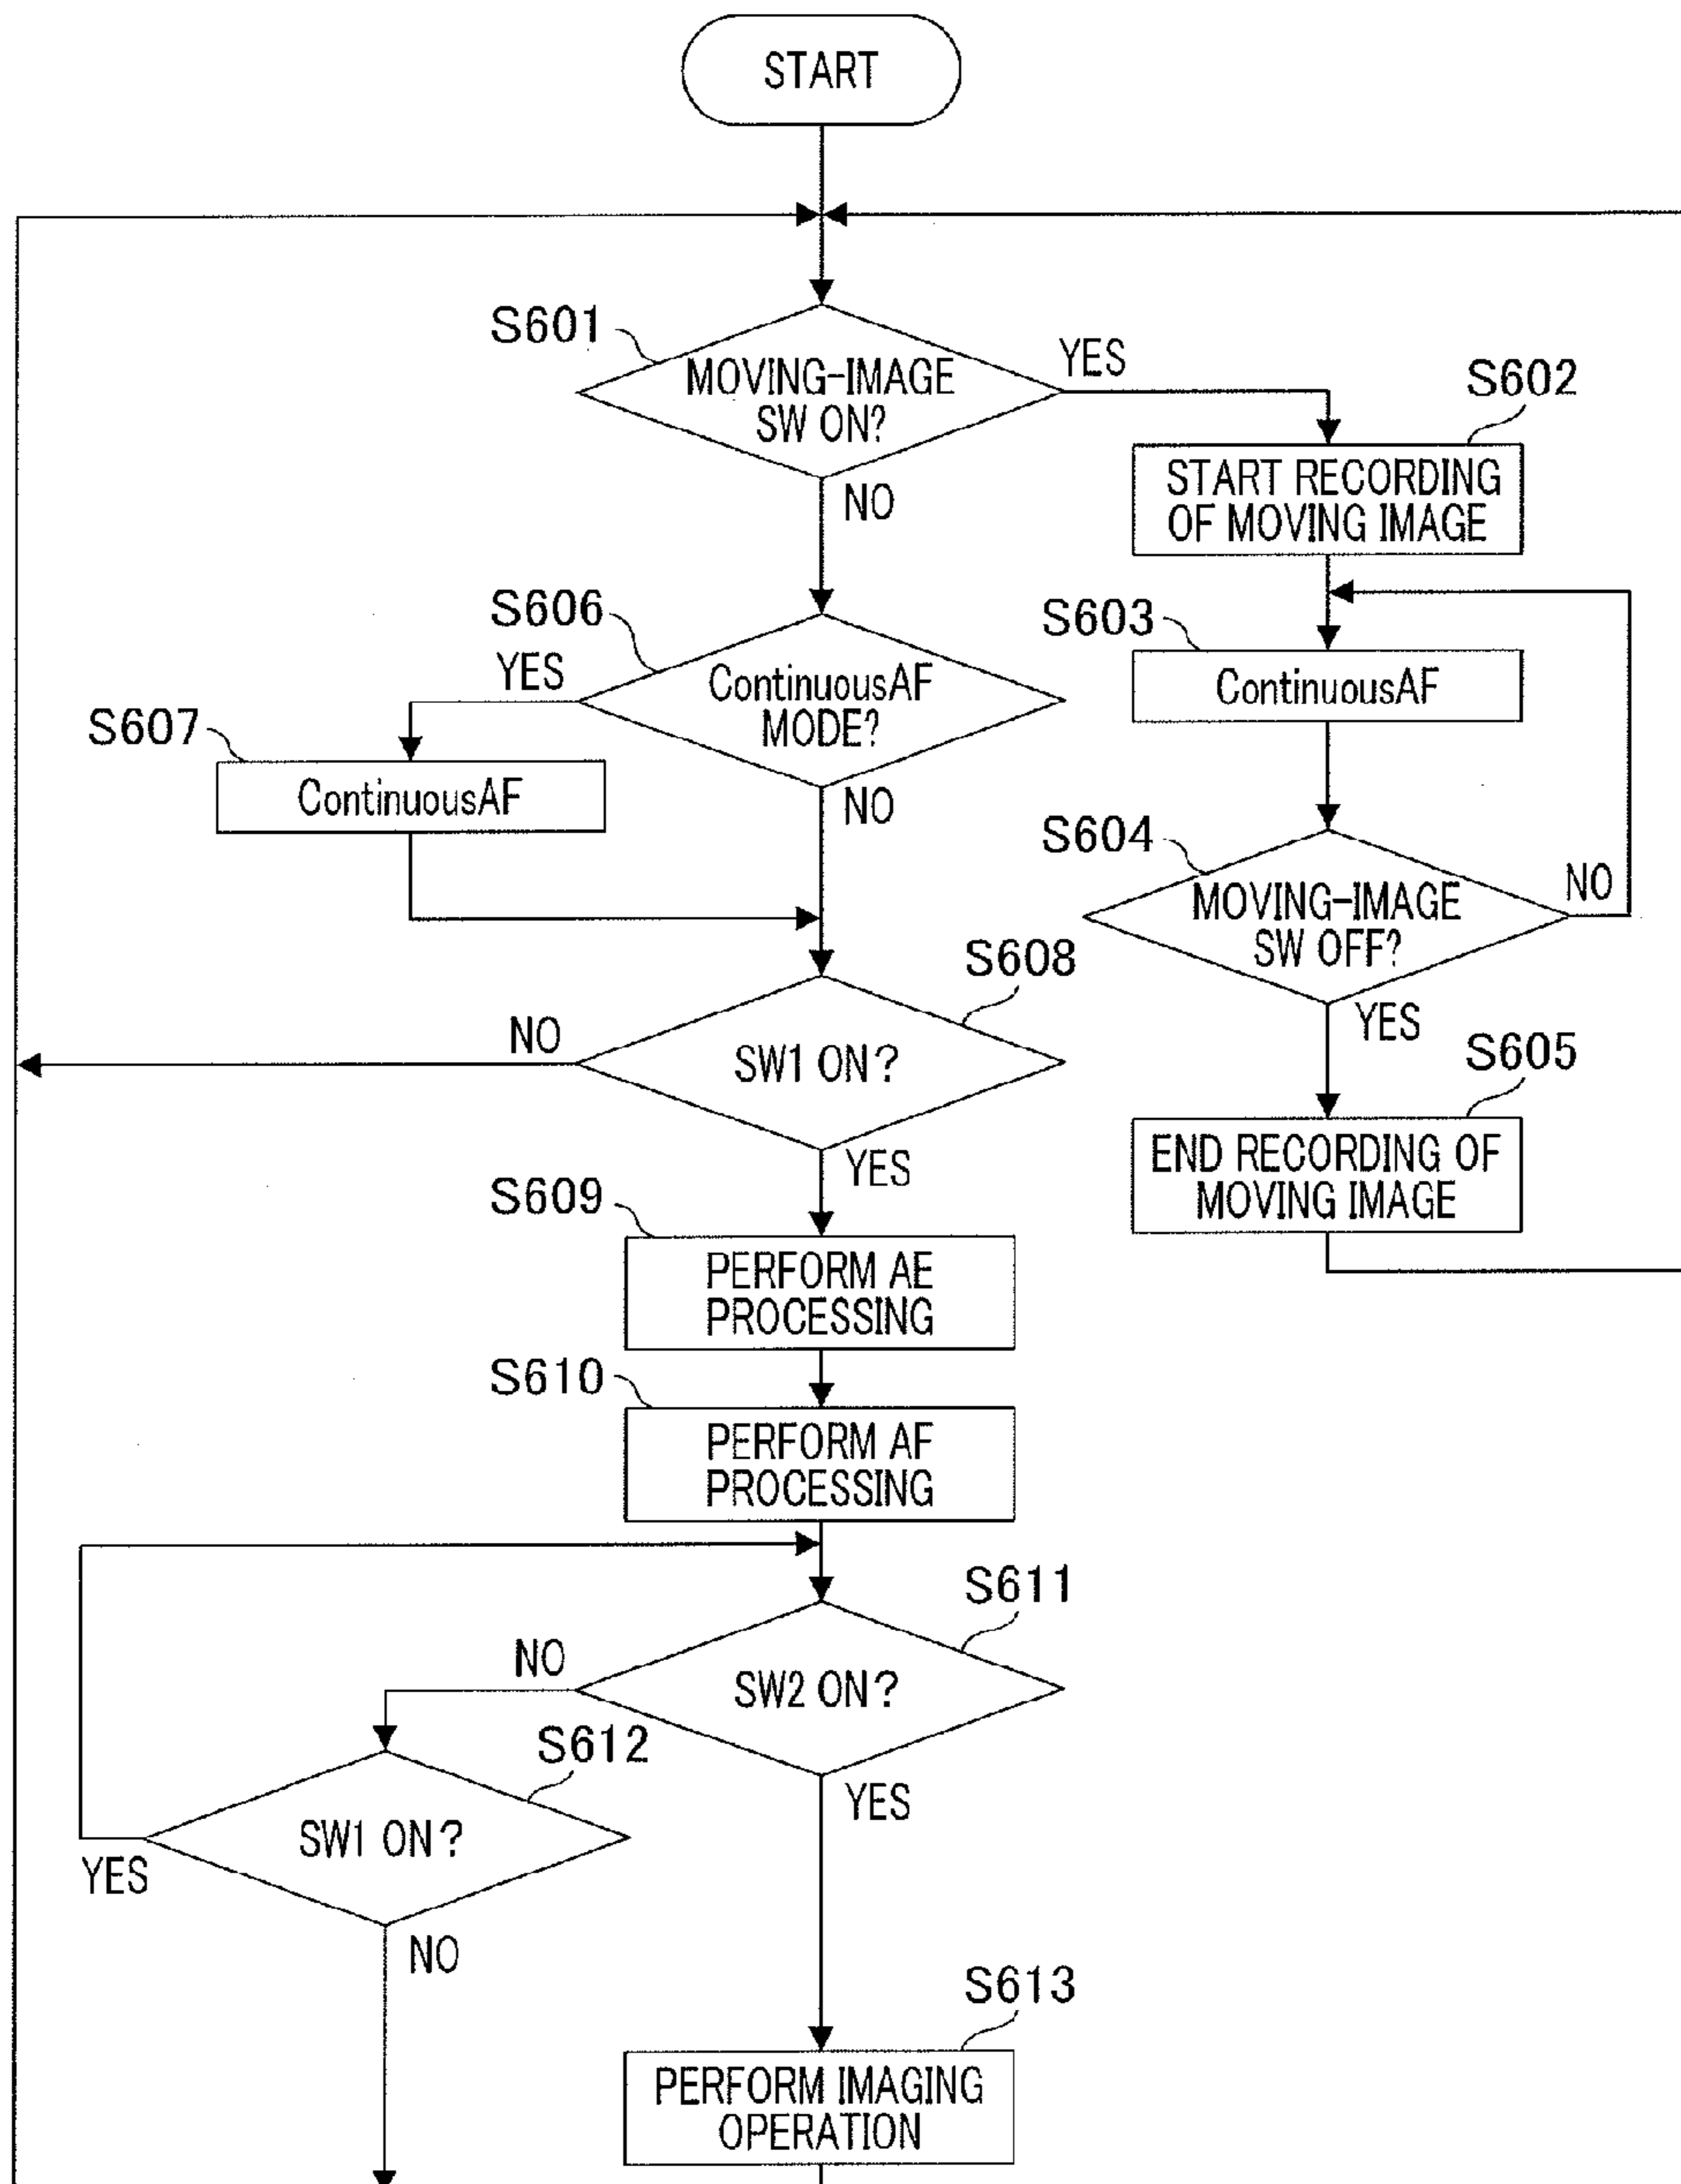 START
S601
MOVING-IMAGE
SW ON?
YES
NO
S602
START RECORDING
OF MOVING IMAGE
S606
YES
ContinuousAF
MODE?
NO
S603
ContinuousAF
S607
ContinuousAF
S604
MOVING-IMAGE
SW OFF?
NO
YES
S608
NO
SW1 ON?
YES
S605
END RECORDING OF
MOVING IMAGE
S609
PERFORM AE
PROCESSING
S610
PERFORM AF
PROCESSING
S611
NO
SW2 ON?
YES
S612
SW1 ON?
YES
NO
S613
PERFORM IMAGING
OPERATION